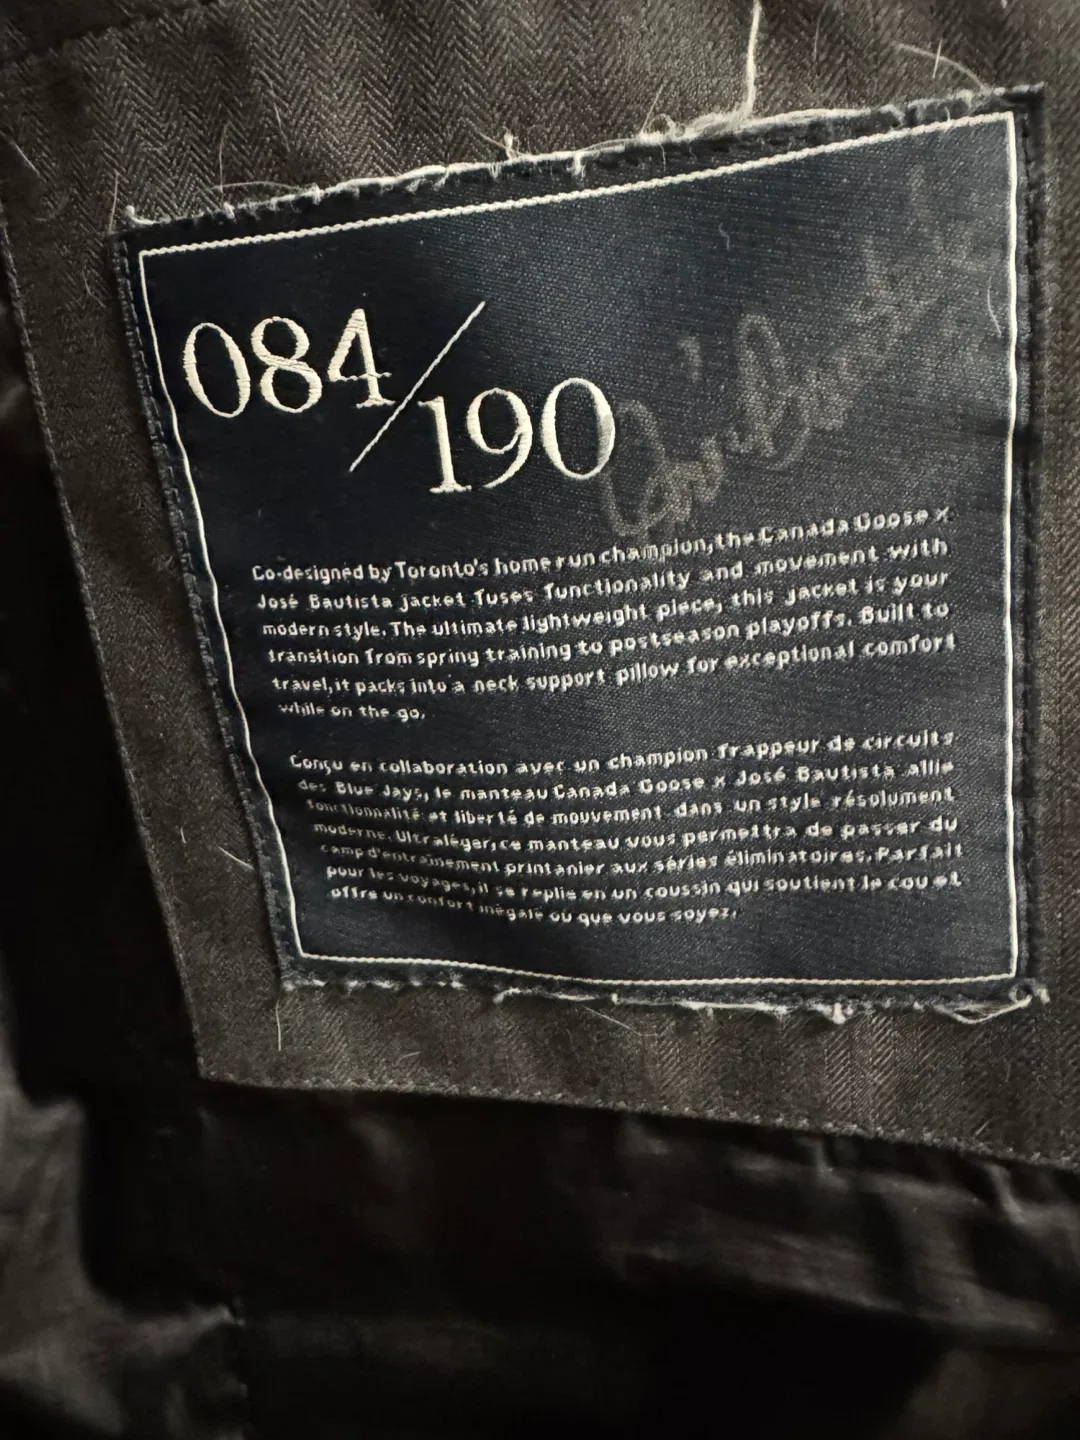 084/190
José Bautista
Co-designed by Toronto's home run champion, the Canada Goose x
José Bautista jacket fuses functionality and movement with
modern style. The ultimate lightweight piece, this jacket is your
transition from spring training to postseason playoffs. Built to
travel, it packs into a neck support pillow for exceptional comfort
while on the go.
Conçu en collaboration avec un champion frappeur de circuits
des Blue Jays, le manteau Canada Goose x José Bautista allie
fonctionnalité et liberté de mouvement dans un style résolument
moderne. Ultraléger, ce manteau vous permettra de passer du
camp d'entraînement printanier aux séries éliminatoires. Parfait
pour les voyages, il se replie en un coussin qui soutient le cou et
offre un confort inégalé où que vous soyez.